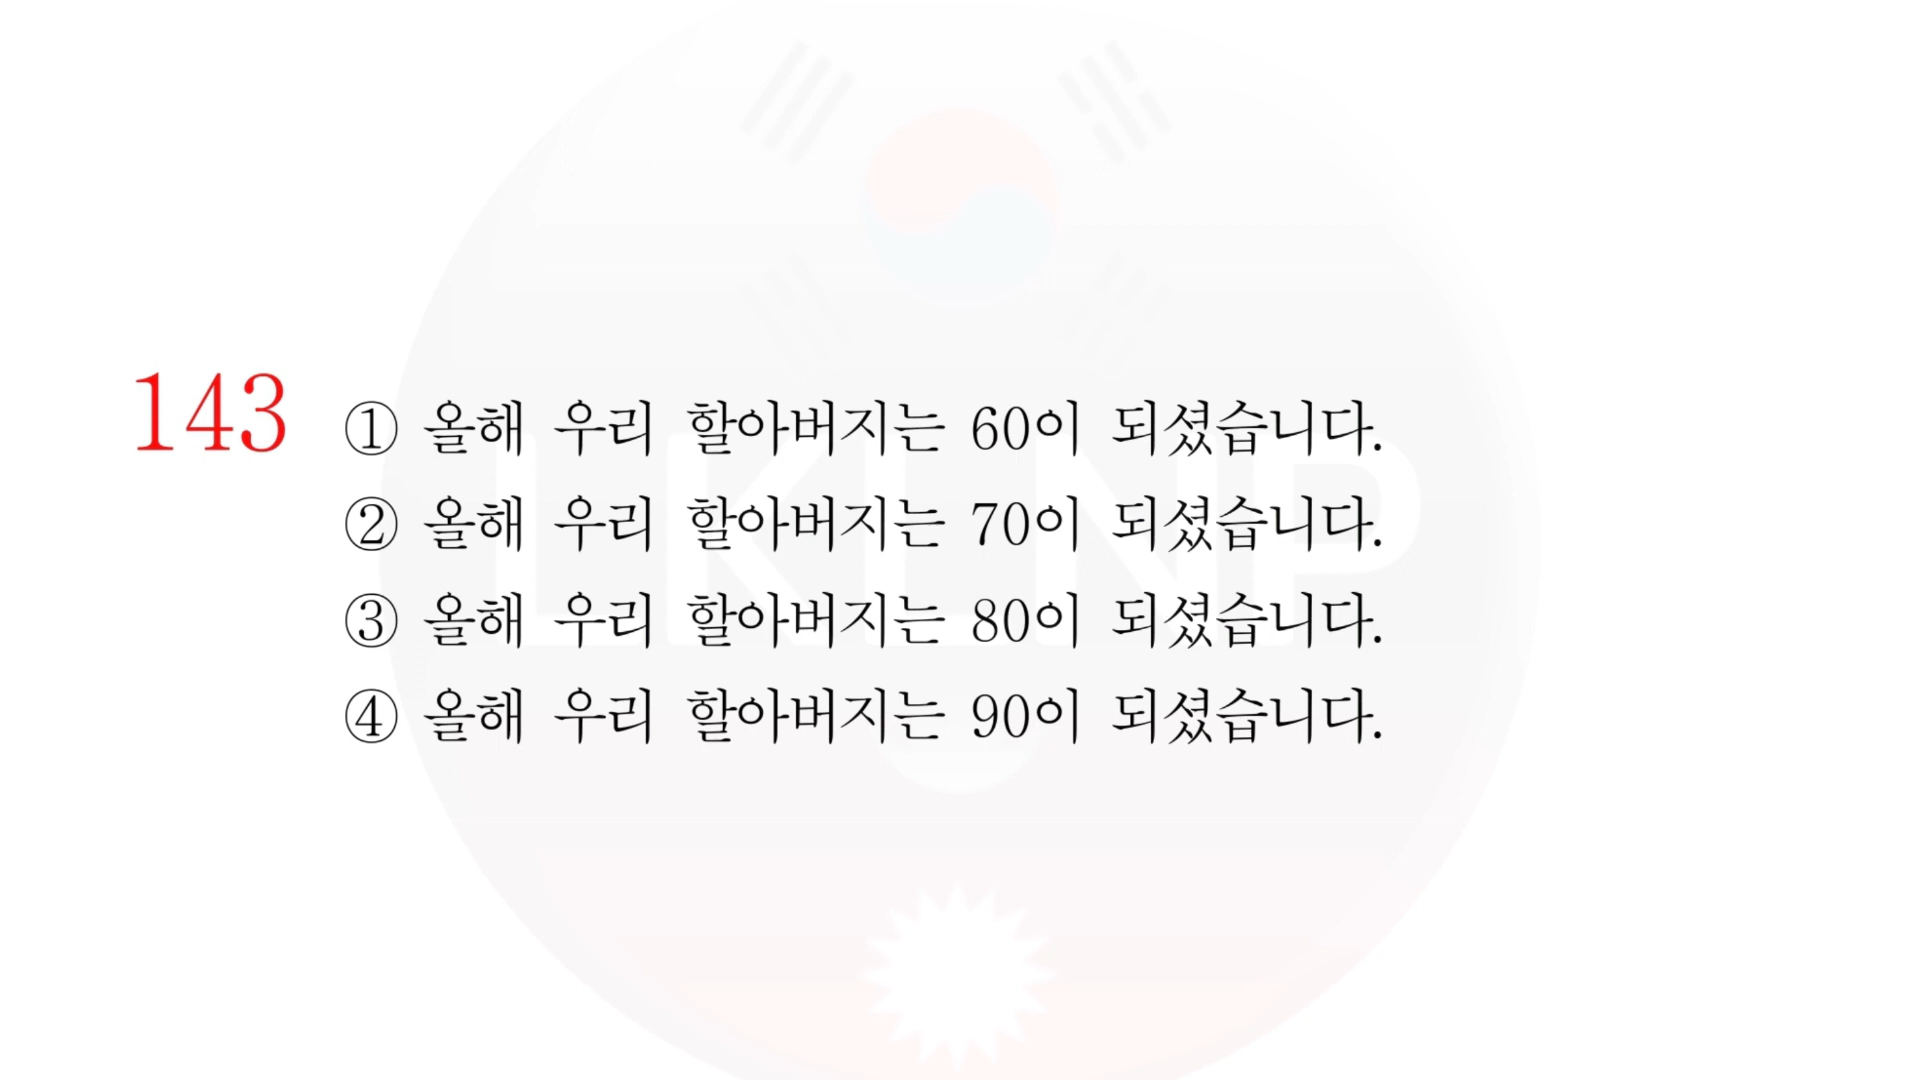 143 ① 올해 우리 할아버지는 60이 되셨습니다.
② 올해 우리 할아버지는 70이 되셨습니다.
③ 올해 우리 할아버지는 80이 되셨습니다.
④ 올해 우리 할아버지는 90이 되셨습니다.
LKLNP